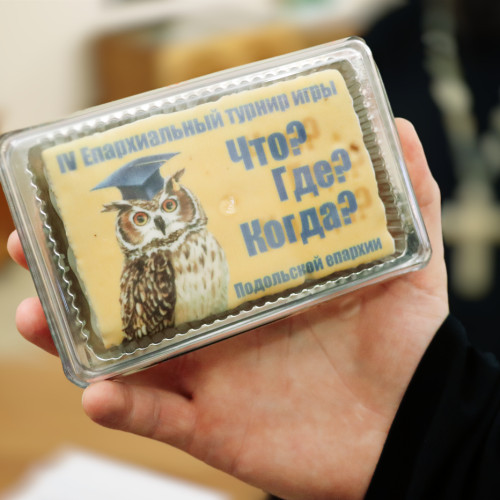 IV Епархиальный турнир игры
Что?
Где?
Когда?
Подольской епархии